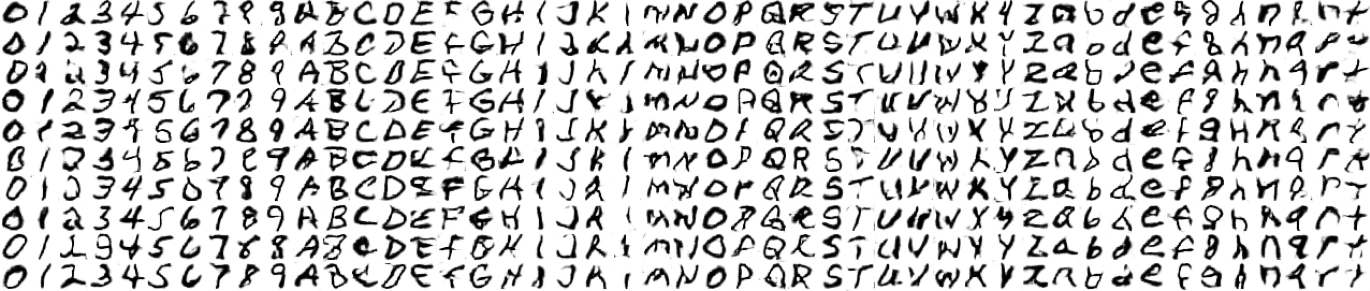 0 1 2 3 4 5 6 7 8 9 A B C D E F G H I J K l m N O P Q R S T U V W X Y Z a b d e f g h n q r t
0 1 2 3 4 5 6 7 8 9 A B C D E F G H I J K l m N O P Q R S T U V W X Y Z a b d e f g h n q r t
0 1 2 3 4 5 6 7 8 9 A B C D E F G H I J K l m N O P Q R S T U V W X Y Z a b d e f g h n q r t
0 1 2 3 4 5 6 7 8 9 A B C D E F G H I J K l m N O P Q R S T U V W X Y Z a b d e f g h n q r t
0 1 2 3 4 5 6 7 8 9 A B C D E F G H I J K l m N O P Q R S T U V W X Y Z a b d e f g h n q r t
0 1 2 3 4 5 6 7 8 9 A B C D E F G H I J K l m N O P Q R S T U V W X Y Z a b d e f g h n q r t
0 1 2 3 4 5 6 7 8 9 A B C D E F G H I J K l m N O P Q R S T U V W X Y Z a b d e f g h n q r t
0 1 2 3 4 5 6 7 8 9 A B C D E F G H I J K l m N O P Q R S T U V W X Y Z a b d e f g h n q r t
0 1 2 9 4 5 6 7 8 8 A B C D E F G H I J K l m N O P Q R S T U V W X Y Z a b d e f g h n q r t
0 1 2 3 4 5 6 7 8 9 A B C D E F G H I J K l m N O P Q R S T U V W X Y Z a b d e f g h n q r t